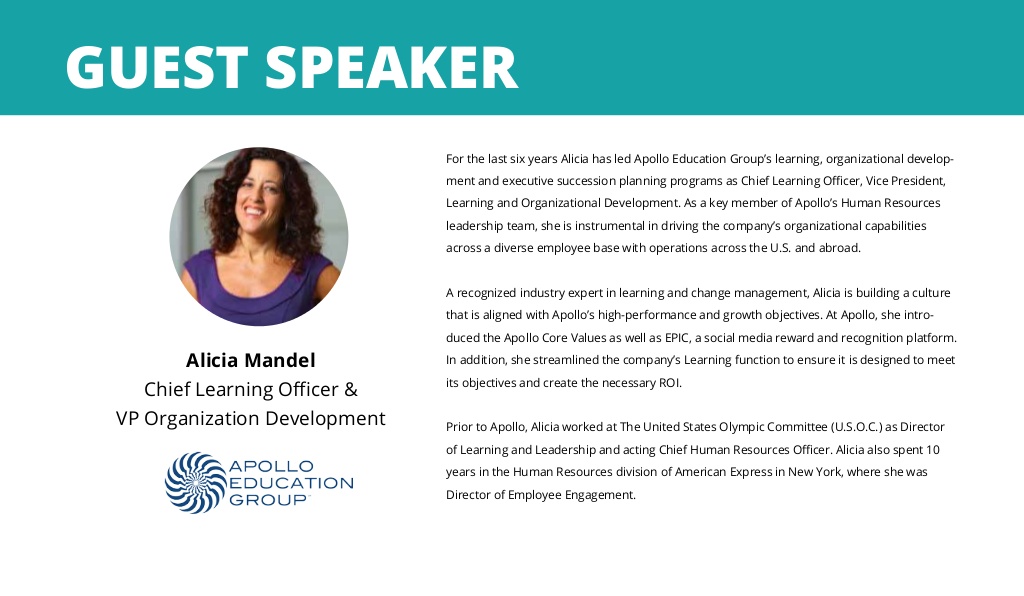 GUEST SPEAKER
Alicia Mandel
Chief Learning Officer &
VP Organization Development
APOLLO
EDUCATION
GROUP™
For the last six years Alicia has led Apollo Education Group’s learning, organizational develop-
ment and executive succession planning programs as Chief Learning Officer, Vice President,
Learning and Organizational Development. As a key member of Apollo’s Human Resources
leadership team, she is instrumental in driving the company’s organizational capabilities
across a diverse employee base with operations across the U.S. and abroad.
A recognized industry expert in learning and change management, Alicia is building a culture
that is aligned with Apollo’s high-performance and growth objectives. At Apollo, she intro-
duced the Apollo Core Values as well as EPIC, a social media reward and recognition platform.
In addition, she streamlined the company’s Learning function to ensure it is designed to meet
its objectives and create the necessary ROI.
Prior to Apollo, Alicia worked at The United States Olympic Committee (U.S.O.C.) as Director
of Learning and Leadership and acting Chief Human Resources Officer. Alicia also spent 10
years in the Human Resources division of American Express in New York, where she was
Director of Employee Engagement.